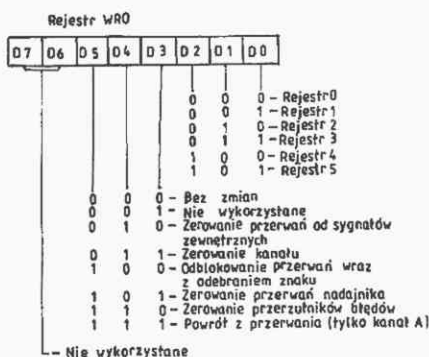 Rejestr WR0
D7 D6 D5 D4 D3 D2 D1 D0
0 0 0 - Rejestr 0
0 0 1 - Rejestr 1
0 1 0 - Rejestr 2
0 1 1 - Rejestr 3
1 0 0 - Rejestr 4
1 0 1 - Rejestr 5
0 0 0 - Bez zmian
0 0 1 - Nie wykorzystane
0 1 0 - Zerowanie przerwań od sygnałów
zewnętrznych
0 1 1 - Zerowanie kanału
1 0 0 - Odblokowanie przerwań wraz
z odebraniem znaku
1 0 1 - Zerowanie przerwań nadajnika
1 1 0 - Zerowanie przerzutników błędów
1 1 1 - Powrót z przerwania (tylko kanał A)
- Nie wykorzystane